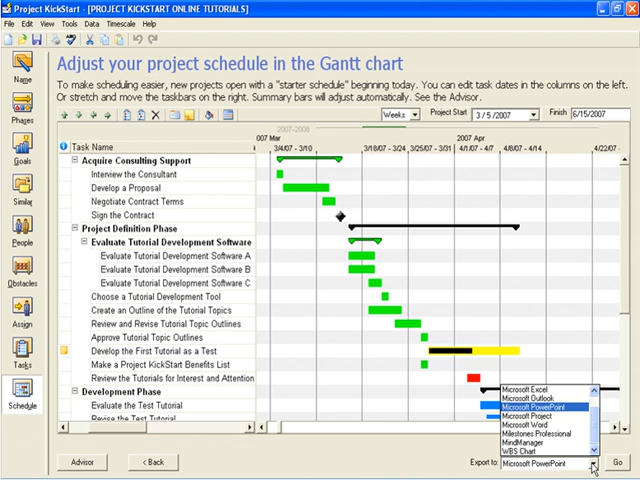 Project KickStart - [PROJECT KICKSTART ONLINE TUTORIALS]
File Edit View Tools Data Timescale Help
Name
Phases
Goals
Similar
People
Obstacles
Assign
Tasks
Schedule
Adjust your project schedule in the Gantt chart
To make scheduling easier, new projects open with a "starter schedule" beginning today. You can edit task dates in the columns on the left.
Or stretch and move the taskbars on the right. Summary bars will adjust automatically. See the Advisor.
Weeks Project Start 3 / 5 /2007 Finish 6/15/2007
2007-2008
007 Mar 2007 Apr
Task Name 3/4/07 - 3/10 3/18/07 - 3/24 3/25/07 - 3/31 4/1/07 - 4/7 4/8/07 - 4/14 4/22/07 -
Acquire Consulting Support
Interview the Consultant
Develop a Proposal
Negotiate Contract Terms
Sign the Contract
Project Definition Phase
Evaluate Tutorial Development Software
Evaluate Tutorial Development Software A
Evaluate Tutorial Development Software B
Evaluate Tutorial Development Software C
Choose a Tutorial Development Tool
Create an Outline of the Tutorial Topics
Review and Revise Tutorial Topic Outlines
Approve Tutorial Topic Outlines
Develop the First Tutorial as a Test
Make a Project KickStart Benefits List
Review the Tutorials for Interest and Attention
Development Phase
Evaluate the Test Tutorial
Microsoft Excel
Microsoft Outlook
Microsoft PowerPoint
Microsoft Project
Microsoft Word
Milestones Professional
MindManager
WBS Chart
Advisor < Back Export to: Microsoft PowerPoint Go